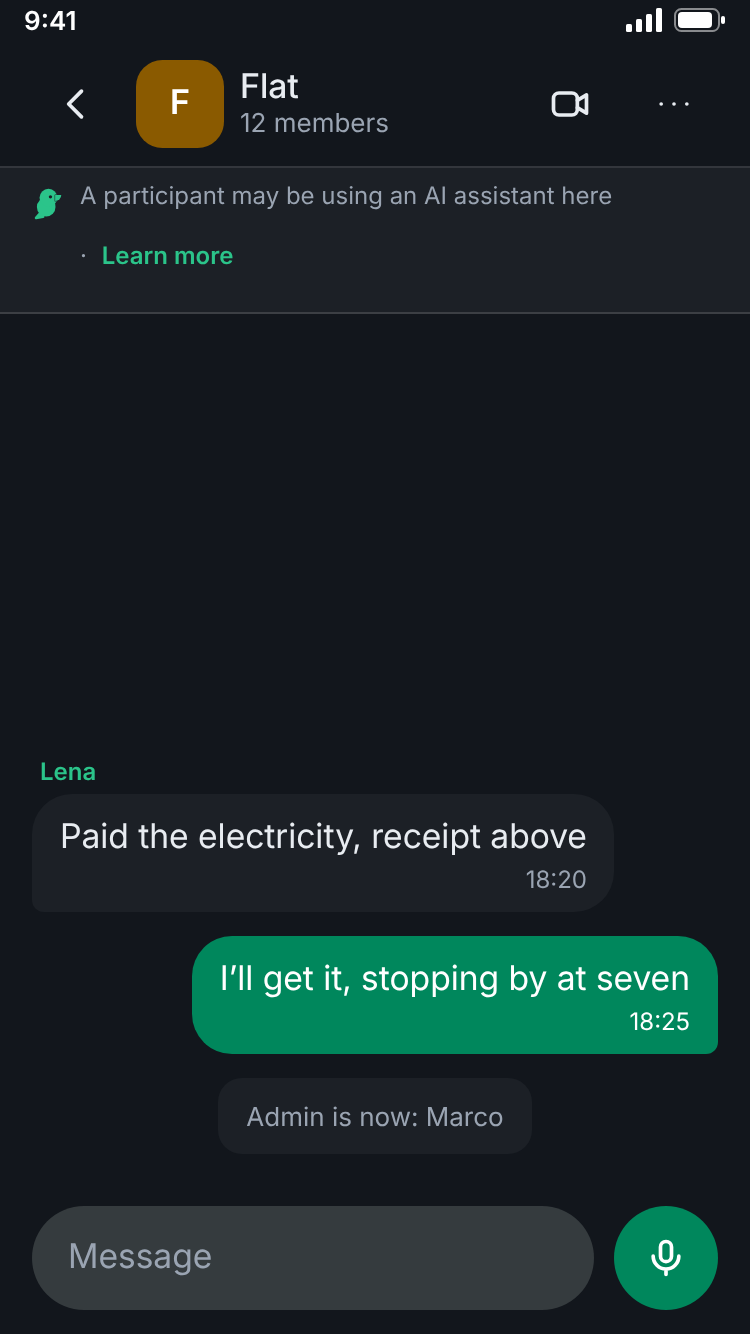 9:41
F
Flat
12 members
A participant may be using an AI assistant here
· Learn more
Lena
Paid the electricity, receipt above
18:20
I’ll get it, stopping by at seven
18:25
Admin is now: Marco
Message